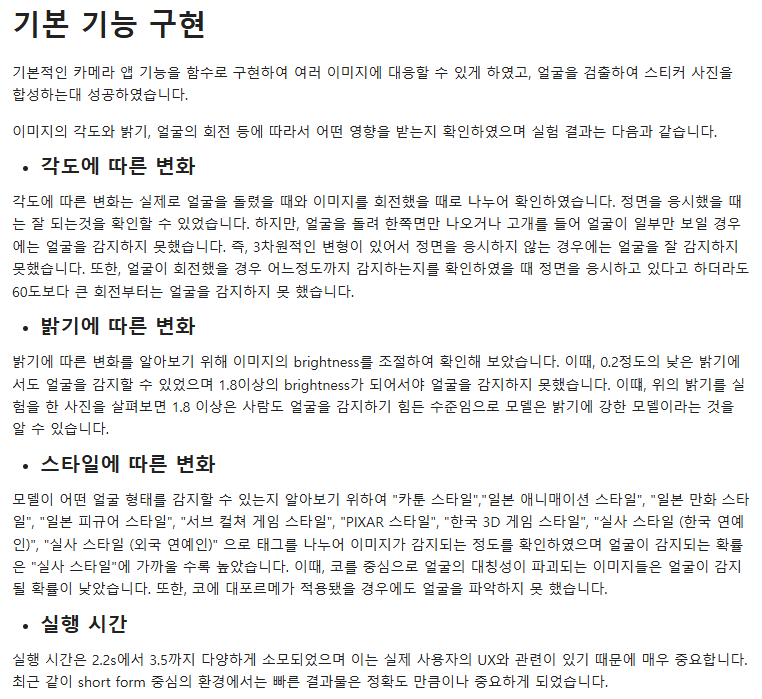 기본 기능 구현
기본적인 카메라 앱 기능을 함수로 구현하여 여러 이미지에 대응할 수 있게 하였고, 얼굴을 검출하여 스티커 사진을
합성하는대 성공하였습니다.
이미지의 각도와 밝기, 얼굴의 회전 등에 따라서 어떤 영향을 받는지 확인하였으며 실험 결과는 다음과 같습니다.
• 각도에 따른 변화
각도에 따른 변화는 실제로 얼굴을 돌렸을 때와 이미지를 회전했을 때로 나누어 확인하였습니다. 정면을 응시했을 때
는 잘 되는것을 확인할 수 있었습니다. 하지만, 얼굴을 돌려 한쪽면만 나오거나 고개를 들어 얼굴이 일부만 보일 경우
에는 얼굴을 감지하지 못했습니다. 즉, 3차원적인 변형이 있어서 정면을 응시하지 않는 경우에는 얼굴을 잘 감지하지
못했습니다. 또한, 얼굴이 회전했을 경우 어느정도까지 감지하는지를 확인하였을 때 정면을 응시하고 있다고 하더라도
60도보다 큰 회전부터는 얼굴을 감지하지 못 했습니다.
• 밝기에 따른 변화
밝기에 따른 변화를 알아보기 위해 이미지의 brightness를 조절하여 확인해 보았습니다. 이때, 0.2정도의 낮은 밝기에
서도 얼굴을 감지할 수 있었으며 1.8이상의 brightness가 되어서야 얼굴을 감지하지 못했습니다. 이떄, 위의 밝기를 실
험을 한 사진을 살펴보면 1.8 이상은 사람도 얼굴을 감지하기 힘든 수준임으로 모델은 밝기에 강한 모델이라는 것을
알 수 있습니다.
• 스타일에 따른 변화
모델이 어떤 얼굴 형태를 감지할 수 있는지 알아보기 위하여 "카툰 스타일","일본 애니매이션 스타일", "일본 만화 스타
일", "일본 피규어 스타일", "서브 컬쳐 게임 스타일", "PIXAR 스타일", "한국 3D 게임 스타일", "실사 스타일 (한국 연예
인)", "실사 스타일 (외국 연예인)" 으로 태그를 나누어 이미지가 감지되는 정도를 확인하였으며 얼굴이 감지되는 확률
은 "실사 스타일"에 가까울 수록 높았습니다. 이때, 코를 중심으로 얼굴의 대칭성이 파괴되는 이미지들은 얼굴이 감지
될 확률이 낮았습니다. 또한, 코에 대포르메가 적용됐을 경우에도 얼굴을 파악하지 못 했습니다.
• 실행 시간
실행 시간은 2.2s에서 3.5까지 다양하게 소모되었으며 이는 실제 사용자의 UX와 관련이 있기 때문에 매우 중요합니다.
최근 같이 short form 중심의 환경에서는 빠른 결과물은 정확도 만큼이나 중요하게 되었습니다.